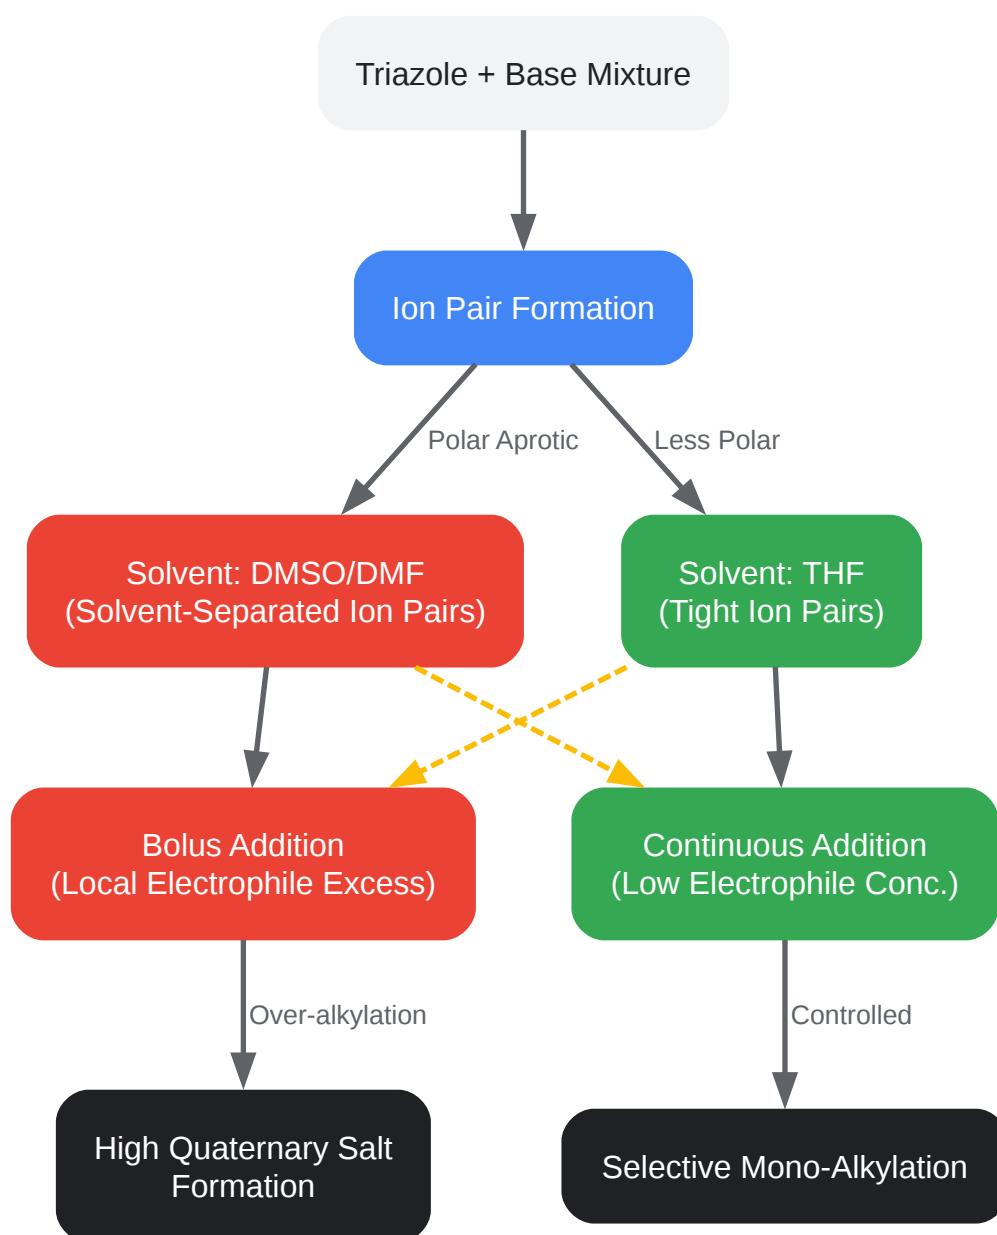 Triazole + Base Mixture
Ion Pair Formation
Polar Aprotic
Less Polar
Solvent: DMSO/DMF
(Solvent-Separated Ion Pairs)
Solvent: THF
(Tight Ion Pairs)
Bolus Addition
(Local Electrophile Excess)
Continuous Addition
(Low Electrophile Conc.)
Over-alkylation
Controlled
High Quaternary Salt
Formation
Selective Mono-Alkylation